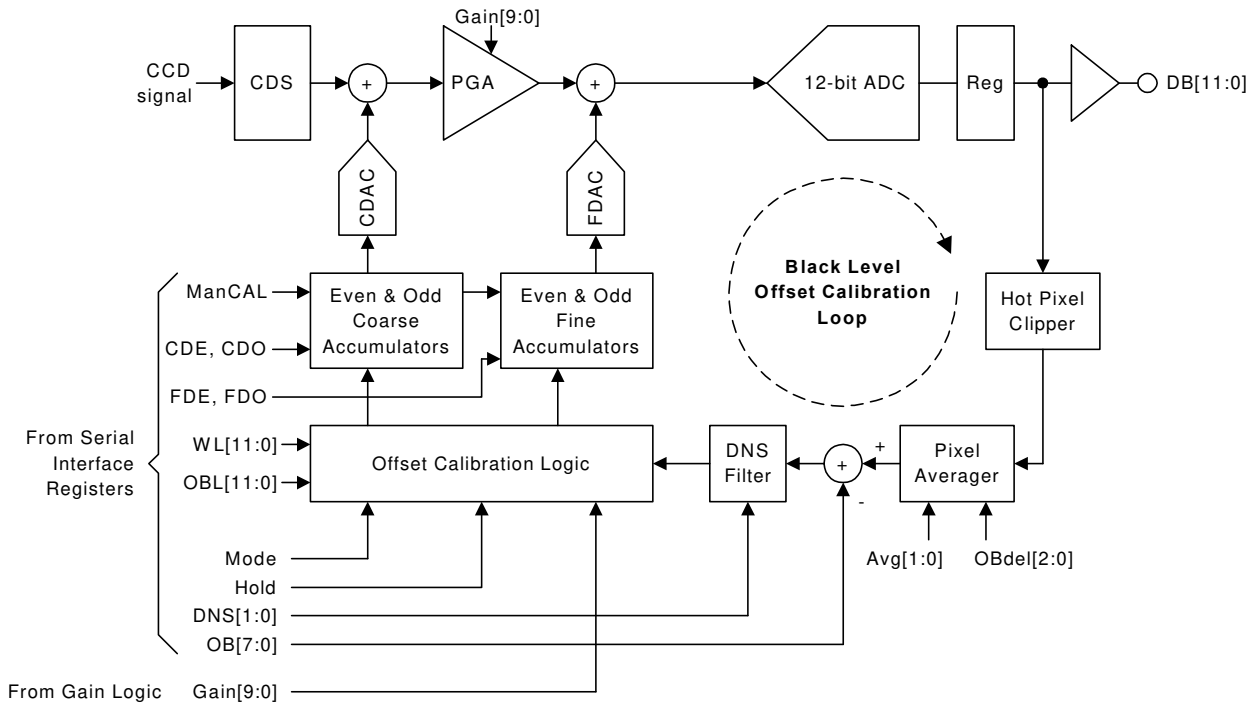 Gain[9:0]
CCD
signal
CDS
+
PGA
+
12-bit ADC
Reg
DB[11:0]
CDAC
FDAC
Black Level
Offset Calibration
Loop
ManCAL
Even & Odd
Coarse
Accumulators
Even & Odd
Fine
Accumulators
Hot Pixel
Clipper
CDE, CDO
FDE, FDO
From Serial
Interface
Registers
WL[11:0]
OBL[11:0]
Offset Calibration Logic
DNS
Filter
+
+
-
Pixel
Averager
Mode
Hold
DNS[1:0]
OB[7:0]
Avg[1:0]
OBdel[2:0]
From Gain Logic
Gain[9:0]